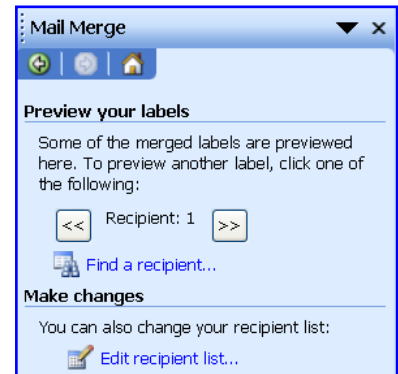 Mail Merge
Preview your labels
Some of the merged labels are previewed
here. To preview another label, click one of
the following:
<< Recipient: 1 >>
Find a recipient...
Make changes
You can also change your recipient list:
Edit recipient list...